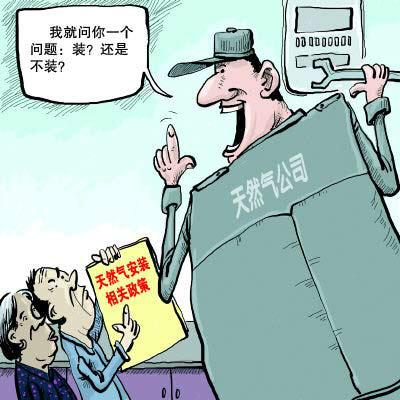 我就问你一个
问题：装？还是
不装？
天然气公司
天然气安装
相关政策